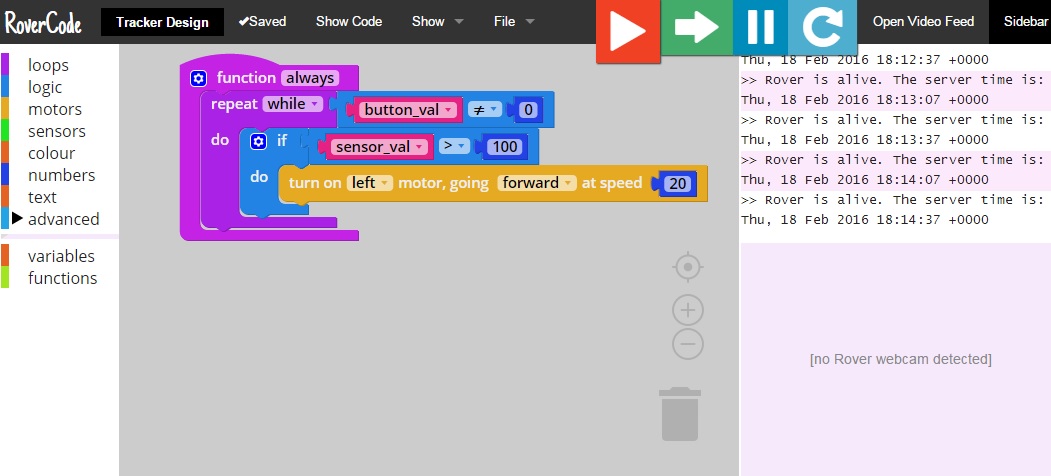 RoverCode
Tracker Design
✔Saved
Show Code
Show
File
Open Video Feed
Sidebar
loops
logic
motors
sensors
colour
numbers
text
advanced
variables
functions
function always
repeat while button_val ≠ 0
do if sensor_val > 100
do turn on left motor, going forward at speed 20
Thu, 18 Feb 2016 18:12:37 +0000
>> Rover is alive. The server time is:
Thu, 18 Feb 2016 18:13:07 +0000
>> Rover is alive. The server time is:
Thu, 18 Feb 2016 18:13:37 +0000
>> Rover is alive. The server time is:
Thu, 18 Feb 2016 18:14:07 +0000
>> Rover is alive. The server time is:
Thu, 18 Feb 2016 18:14:37 +0000
[no Rover webcam detected]